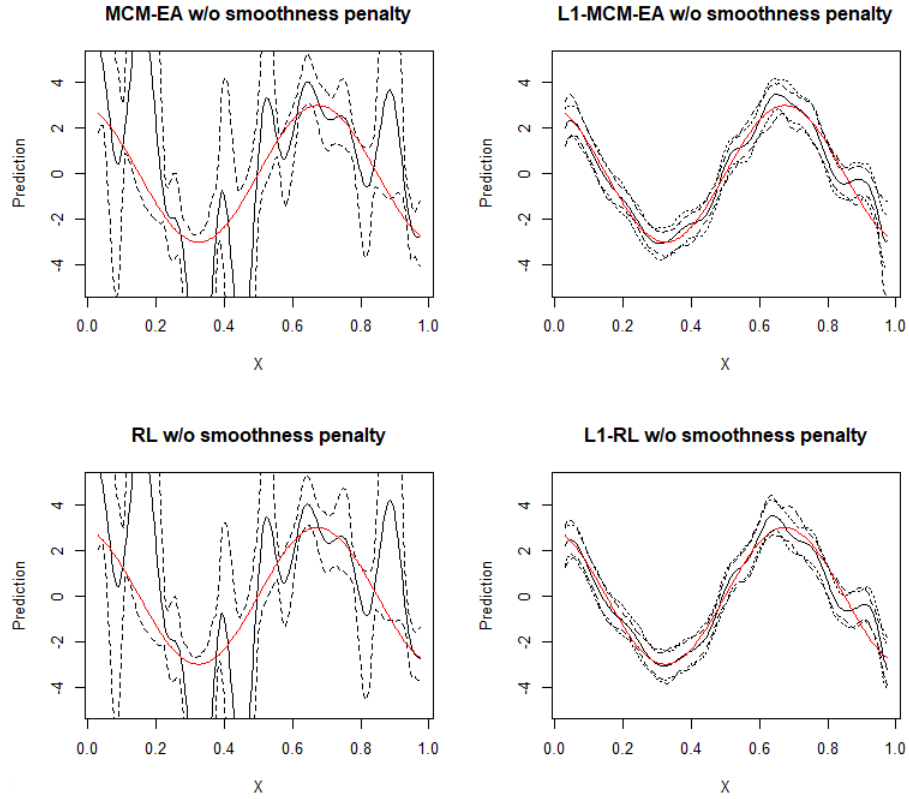 MCM-EA w/o smoothness penalty
Prediction
4
2
0
2
-4
0.0 0.2 0.4 0.6 0.8 1.0
X
L1-MCM-EA w/o smoothness penalty
Prediction
4
2
0
2
-4
0.0 0.2 0.4 0.6 0.8 1.0
X
RL w/o smoothness penalty
Prediction
4
2
0
-2
-4
0.0 0.2 0.4 0.6 0.8 1.0
X
L1-RL w/o smoothness penalty
Prediction
4
2
0
-2
-4
0.0 0.2 0.4 0.6 0.8 1.0
X